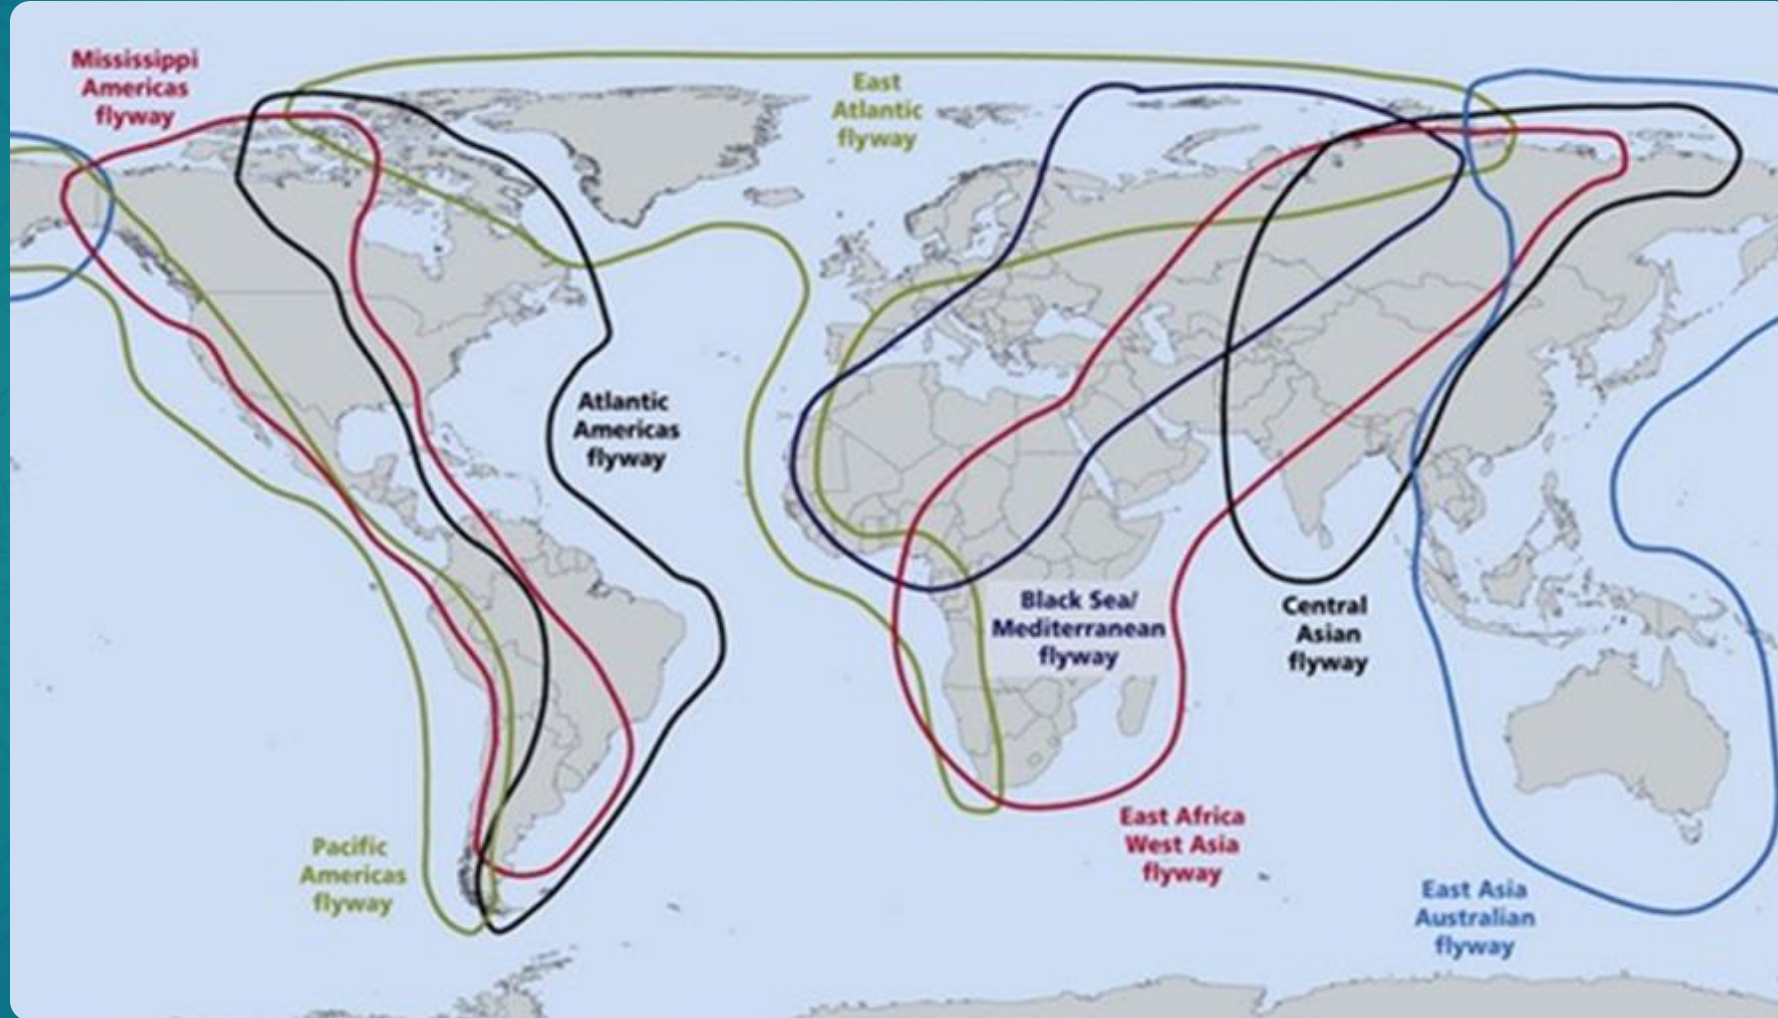 Mississippi
Americas
flyway
East
Atlantic
flyway
Atlantic
Americas
flyway
Black Sea/
Mediterranean
flyway
Central
Asian
flyway
East Africa
West Asia
flyway
Pacific
Americas
flyway
East Asia
Australian
flyway